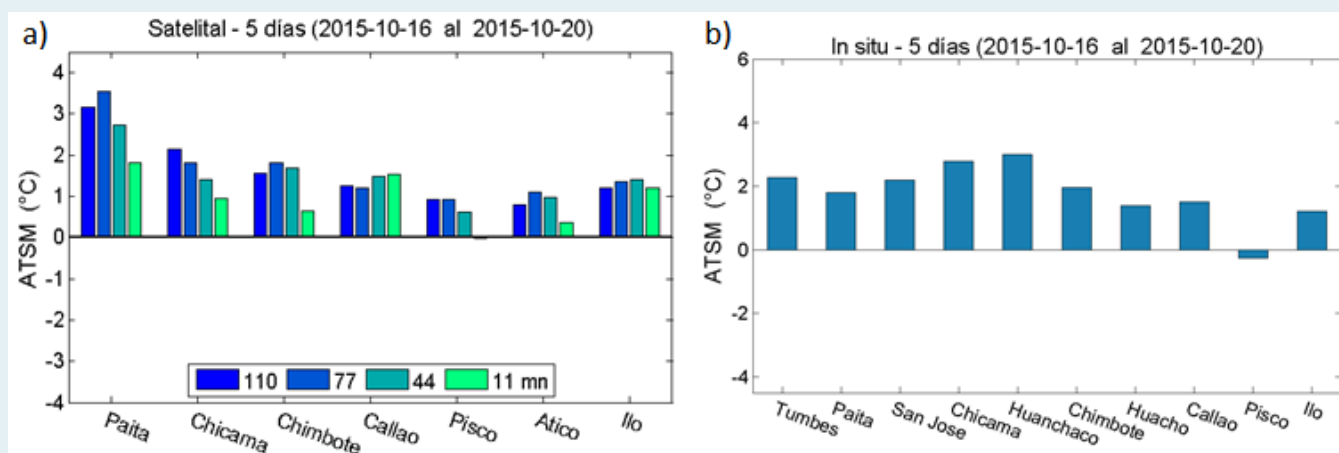 a)
Satelital - 5 días (2015-10-16 al 2015-10-20)
4
3
2
1
0
-1
-2
-3
-4
ATSM (°C)
110 77 44 11 mn
Paita Chicama Chimbote Callao Pisco Atico Ilo
b)
In situ - 5 días (2015-10-16 al 2015-10-20)
6
4
2
0
-2
-4
ATSM (°C)
Tumbes Paita San Jose Chicama Huanchaco Chimbote Huacho Callao Pisco Ilo